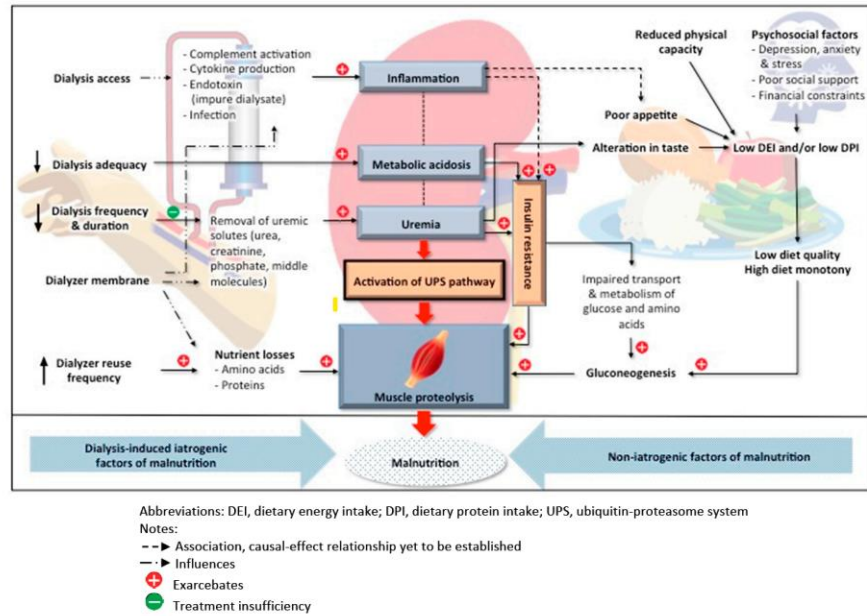 Dialysis access
- Complement activation
- Cytokine production
- Endotoxin
(impure dialysate)
- Infection
Inflammation
Reduced physical
capacity
Psychosocial factors
- Depression, anxiety
& stress
- Poor social support
- Financial constraints
Poor appetite
Alteration in taste
Low DEI and/or low DPI
Dialysis adequacy
Metabolic acidosis
Dialysis frequency
& duration
Removal of uremic
solutes (urea,
creatinine,
phosphate, middle
molecules)
Uremia
Insulin resistance
Dialyzer membrane
Activation of UPS pathway
Impaired transport
& metabolism of
glucose and amino
acids
Low diet quality
High diet monotony
Dialyzer reuse
frequency
Nutrient losses
- Amino acids
- Proteins
Muscle proteolysis
Gluconeogenesis
Dialysis-induced iatrogenic
factors of malnutrition
Malnutrition
Non-iatrogenic factors of malnutrition
Abbreviations: DEI, dietary energy intake; DPI, dietary protein intake; UPS, ubiquitin-proteasome system
Notes:
Association, causal-effect relationship yet to be established
Influences
Exarcebates
Treatment insufficiency